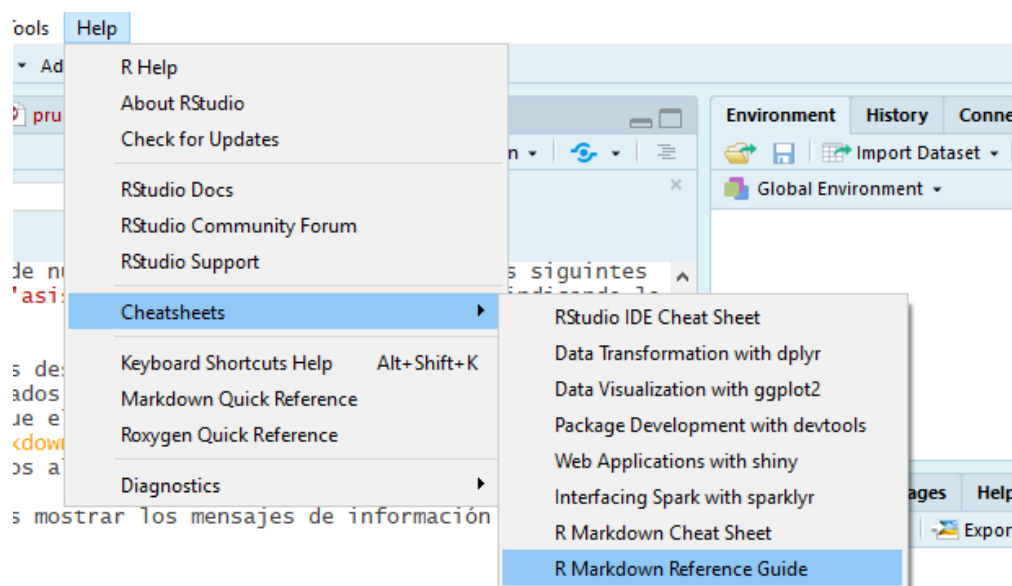 Tools Help
Ad
R Help
About RStudio
Check for Updates
RStudio Docs
RStudio Community Forum
RStudio Support
Cheatsheets
Keyboard Shortcuts Help Alt+Shift+K
Markdown Quick Reference
Roxygen Quick Reference
Diagnostics
RStudio IDE Cheat Sheet
Data Transformation with dplyr
Data Visualization with ggplot2
Package Development with devtools
Web Applications with shiny
Interfacing Spark with sparklyr
R Markdown Cheat Sheet
R Markdown Reference Guide
pru
Environment History Conne
Import Dataset
Global Environment
de nu
s siguintes
'asis
s des
ados
ue el
kdown
os a
s mostrar los mensajes de información
ages Help
Expor